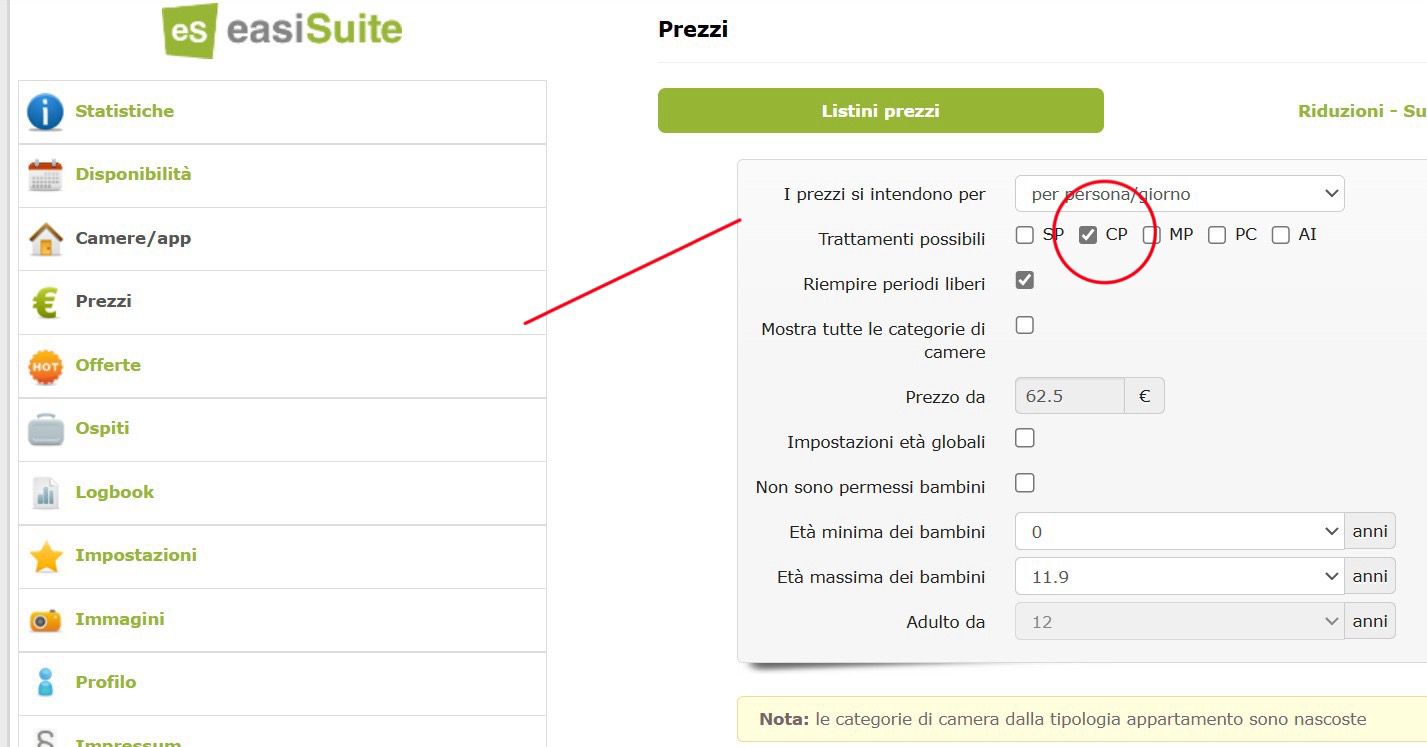 es easiSuite
Statistiche
Disponibilità
Camere/app
Prezzi
HOT
Offerte
Ospiti
Logbook
Impostazioni
Immagini
Profilo
Impressum
Prezzi
Listini prezzi
Riduzioni - Su
I prezzi si intendono per
per persona/giorno
Trattamenti possibili
SP CP MP PC AI
Riempire periodi liberi
Mostra tutte le categorie di
camere
Prezzo da
62.5 €
Impostazioni età globali
Non sono permessi bambini
Età minima dei bambini
0 anni
Età massima dei bambini
11.9 anni
Adulto da
12 anni
Nota: le categorie di camera dalla tipologia appartamento sono nascoste